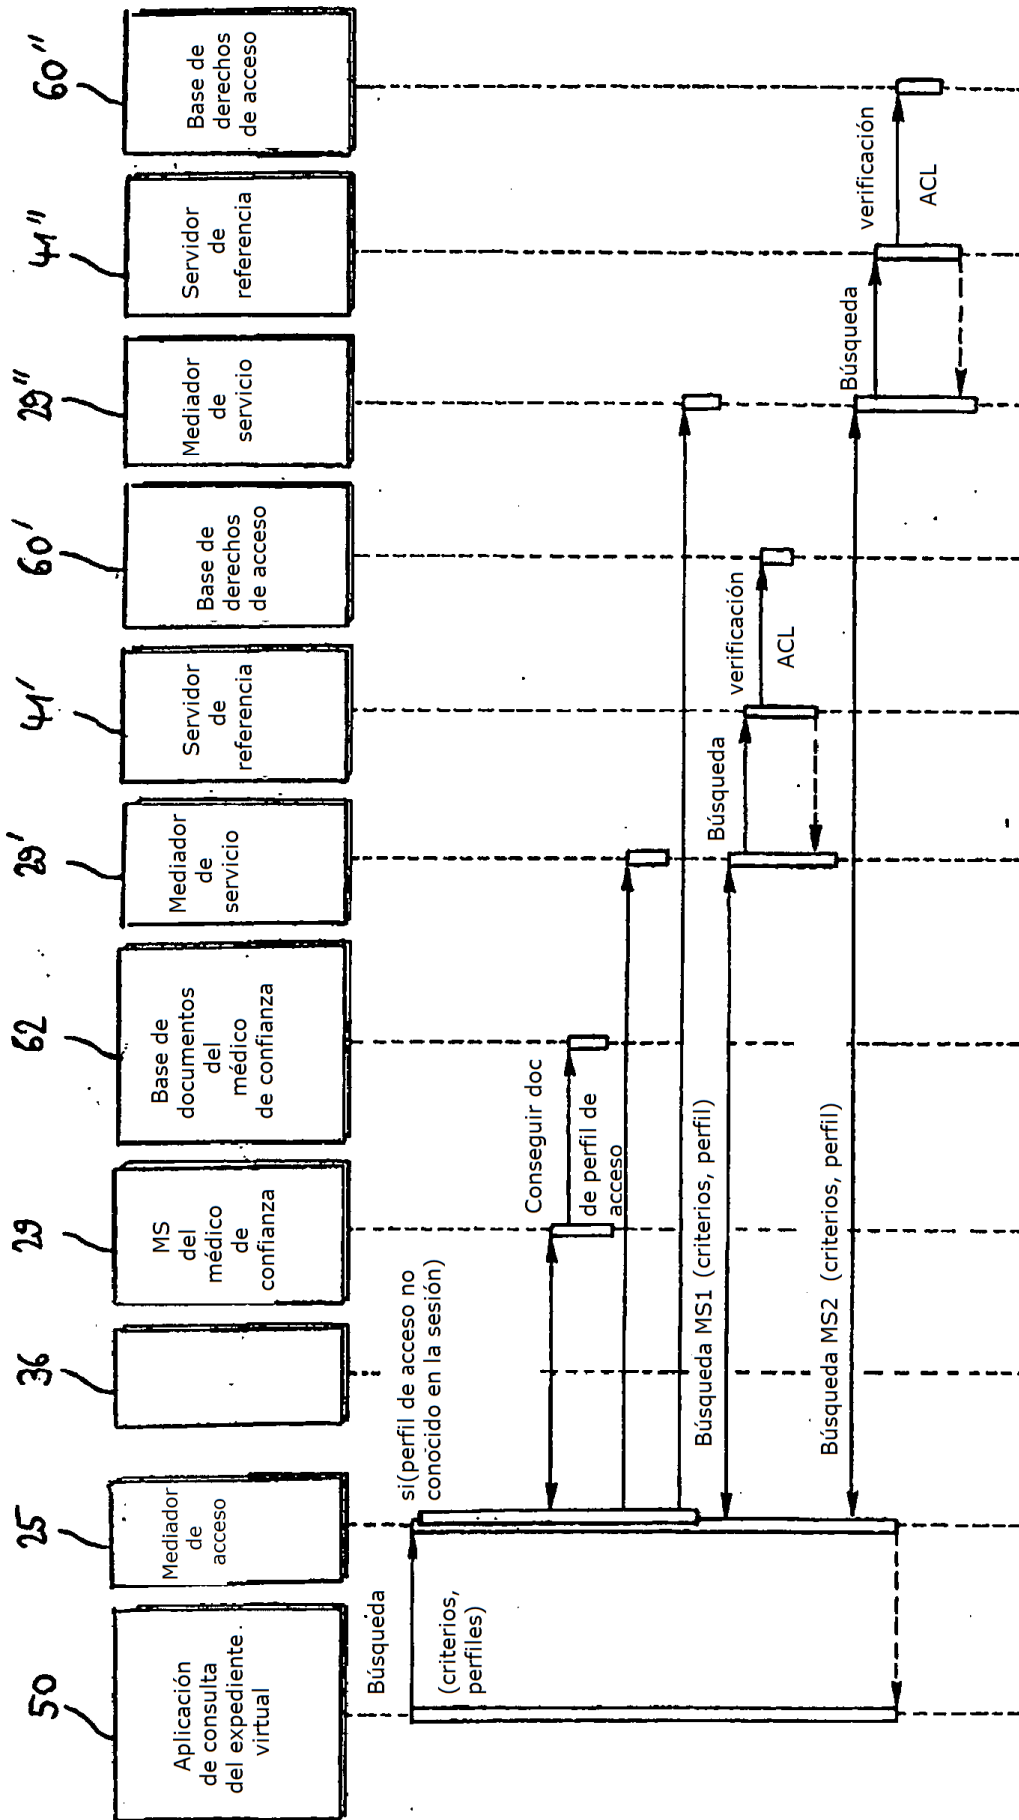 50
25
36
29
62
29'
41'
60'
29"
41"
60"
Aplicación
de consulta
del expediente.
virtual
Mediador
de
acceso
MS
del
médico
de
confianza
Base de
documentos
del
médico
de confianza
Mediador
de
servicio
Servidor
de
referencia
Base de
derechos
de acceso
Mediador
de
servicio
Servidor
de
referencia
Base de
derechos
de acceso
Búsqueda
(criterios,
perfiles)
si(perfil de acceso no
conocido en la sesión)
Conseguir doc
de perfil de
acceso
Búsqueda MS1 (criterios, perfil)
Búsqueda
verificación
ACL
Búsqueda MS2 (criterios, perfil)
Búsqueda
verificación
ACL